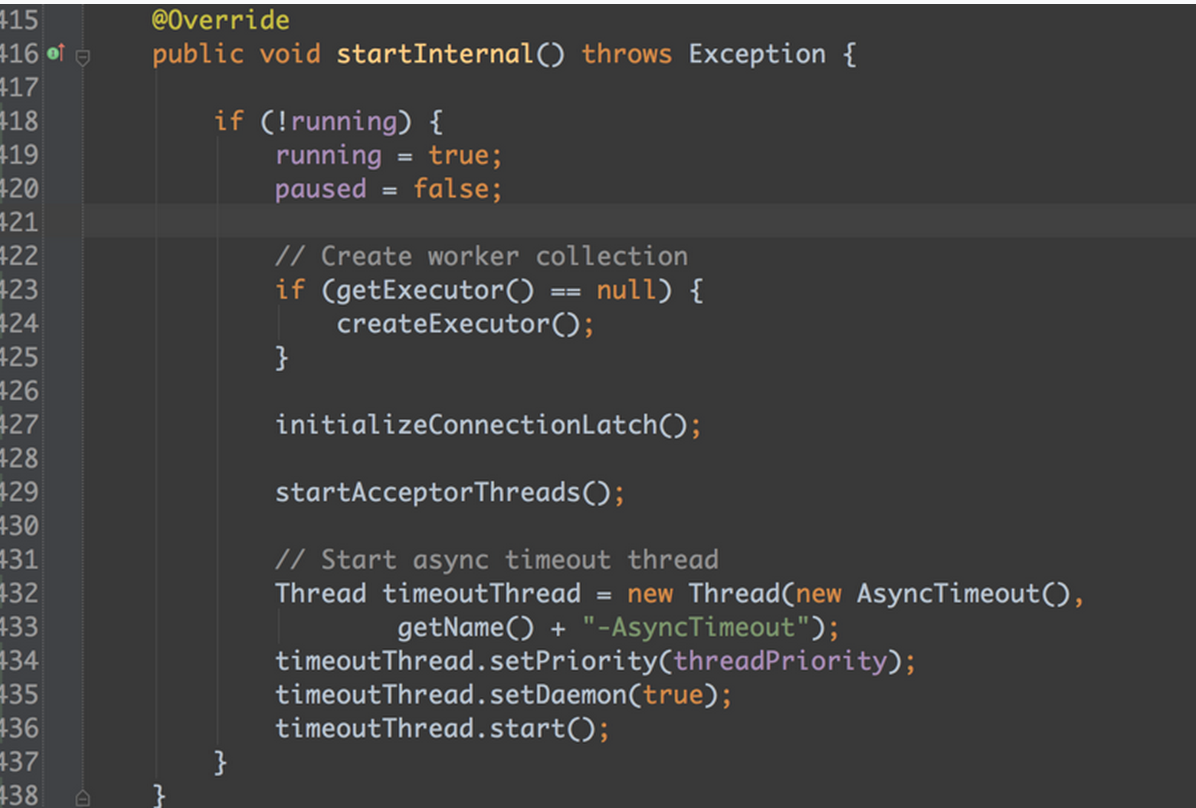 415 @Override
416 public void startInternal() throws Exception {
417
418 if (!running) {
419 running = true;
420 paused = false;
421
422 // Create worker collection
423 if (getExecutor() == null) {
424 createExecutor();
425 }
426
427 initializeConnectionLatch();
428
429 startAcceptorThreads();
430
431 // Start async timeout thread
432 Thread timeoutThread = new Thread(new AsyncTimeout(),
433 getName() + "-AsyncTimeout");
434 timeoutThread.setPriority(threadPriority);
435 timeoutThread.setDaemon(true);
436 timeoutThread.start();
437 }
438 }